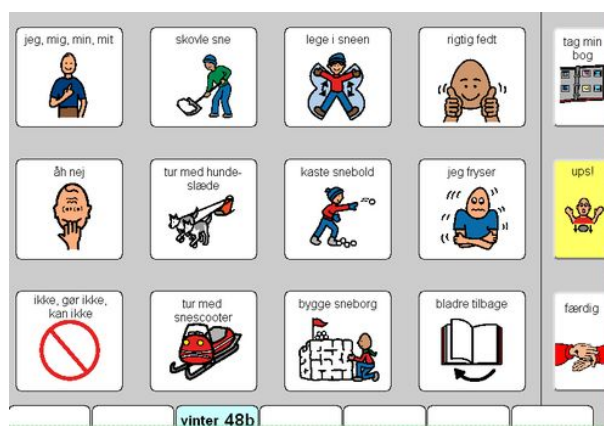 jeg, mig, min, mit
skovle sne
lege i sneen
rigtig fedt
tag min
bog
åh nej
tur med hunde-
slæde
kaste snebold
jeg fryser
ups!
ikke, gør ikke,
kan ikke
tur med
snescooter
bygge sneborg
bladre tilbage
færdig
vinter 48b